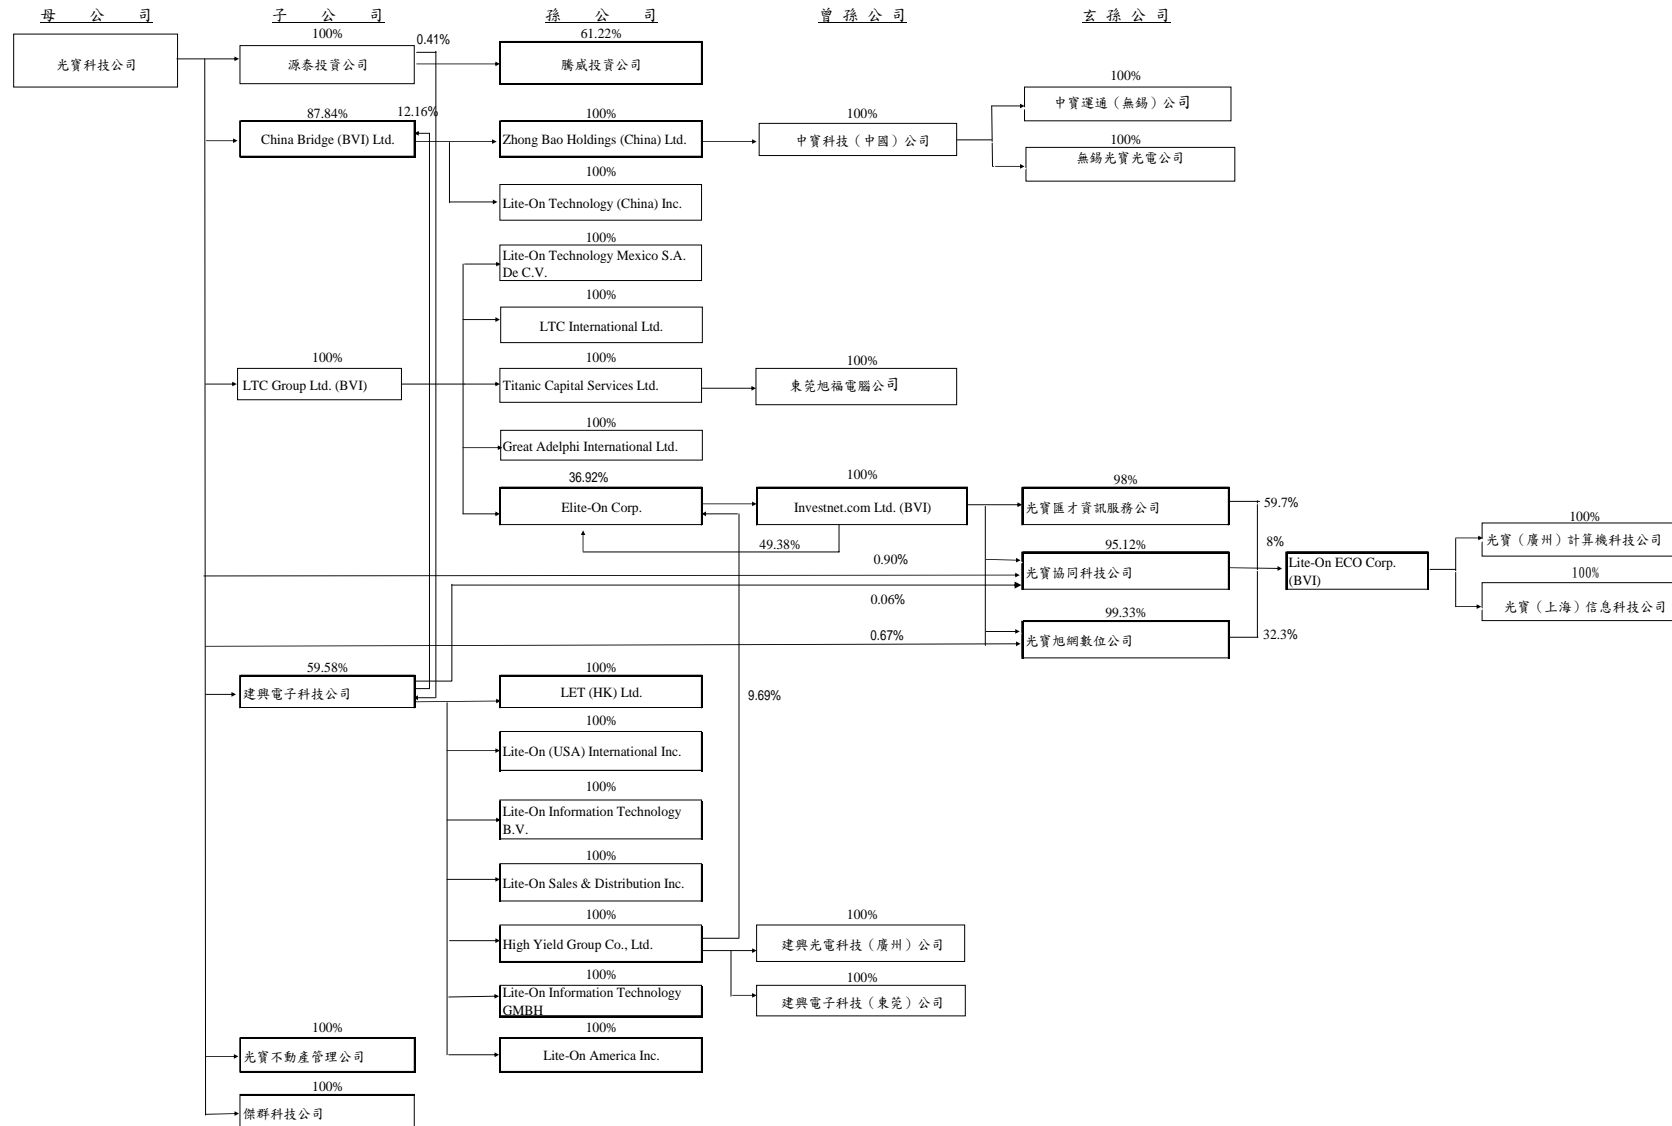 母 公 司
子 公 司
孫 公 司
曾 孫 公 司
玄 孫 公 司
光寶科技公司
100%
源泰投資公司
0.41%
61.22%
騰威投資公司
87.84%
China Bridge (BVI) Ltd.
12.16%
100%
Zhong Bao Holdings (China) Ltd.
100%
中寶科技（中國）公司
100%
中寶運通（無錫）公司
100%
無錫光寶光電公司
100%
Lite-On Technology (China) Inc.
100%
Lite-On Technology Mexico S.A.
De C.V.
100%
LTC International Ltd.
100%
LTC Group Ltd. (BVI)
100%
Titanic Capital Services Ltd.
100%
東莞旭福電腦公司
100%
Great Adelphi International Ltd.
36.92%
Elite-On Corp.
100%
Investnet.com Ltd. (BVI)
49.38%
98%
光寶匯才資訊服務公司
59.7%
0.90%
95.12%
光寶協同科技公司
8%
Lite-On ECO Corp.
(BVI)
100%
光寶（廣州）計算機科技公司
100%
光寶（上海）信息科技公司
0.06%
0.67%
99.33%
光寶旭網數位公司
32.3%
59.58%
建興電子科技公司
100%
LET (HK) Ltd.
9.69%
100%
Lite-On (USA) International Inc.
100%
Lite-On Information Technology
B.V.
100%
Lite-On Sales & Distribution Inc.
100%
High Yield Group Co., Ltd.
100%
建興光電科技（廣州）公司
100%
Lite-On Information Technology
GMBH
100%
建興電子科技（東莞）公司
100%
光寶不動產管理公司
100%
Lite-On America Inc.
100%
傑群科技公司